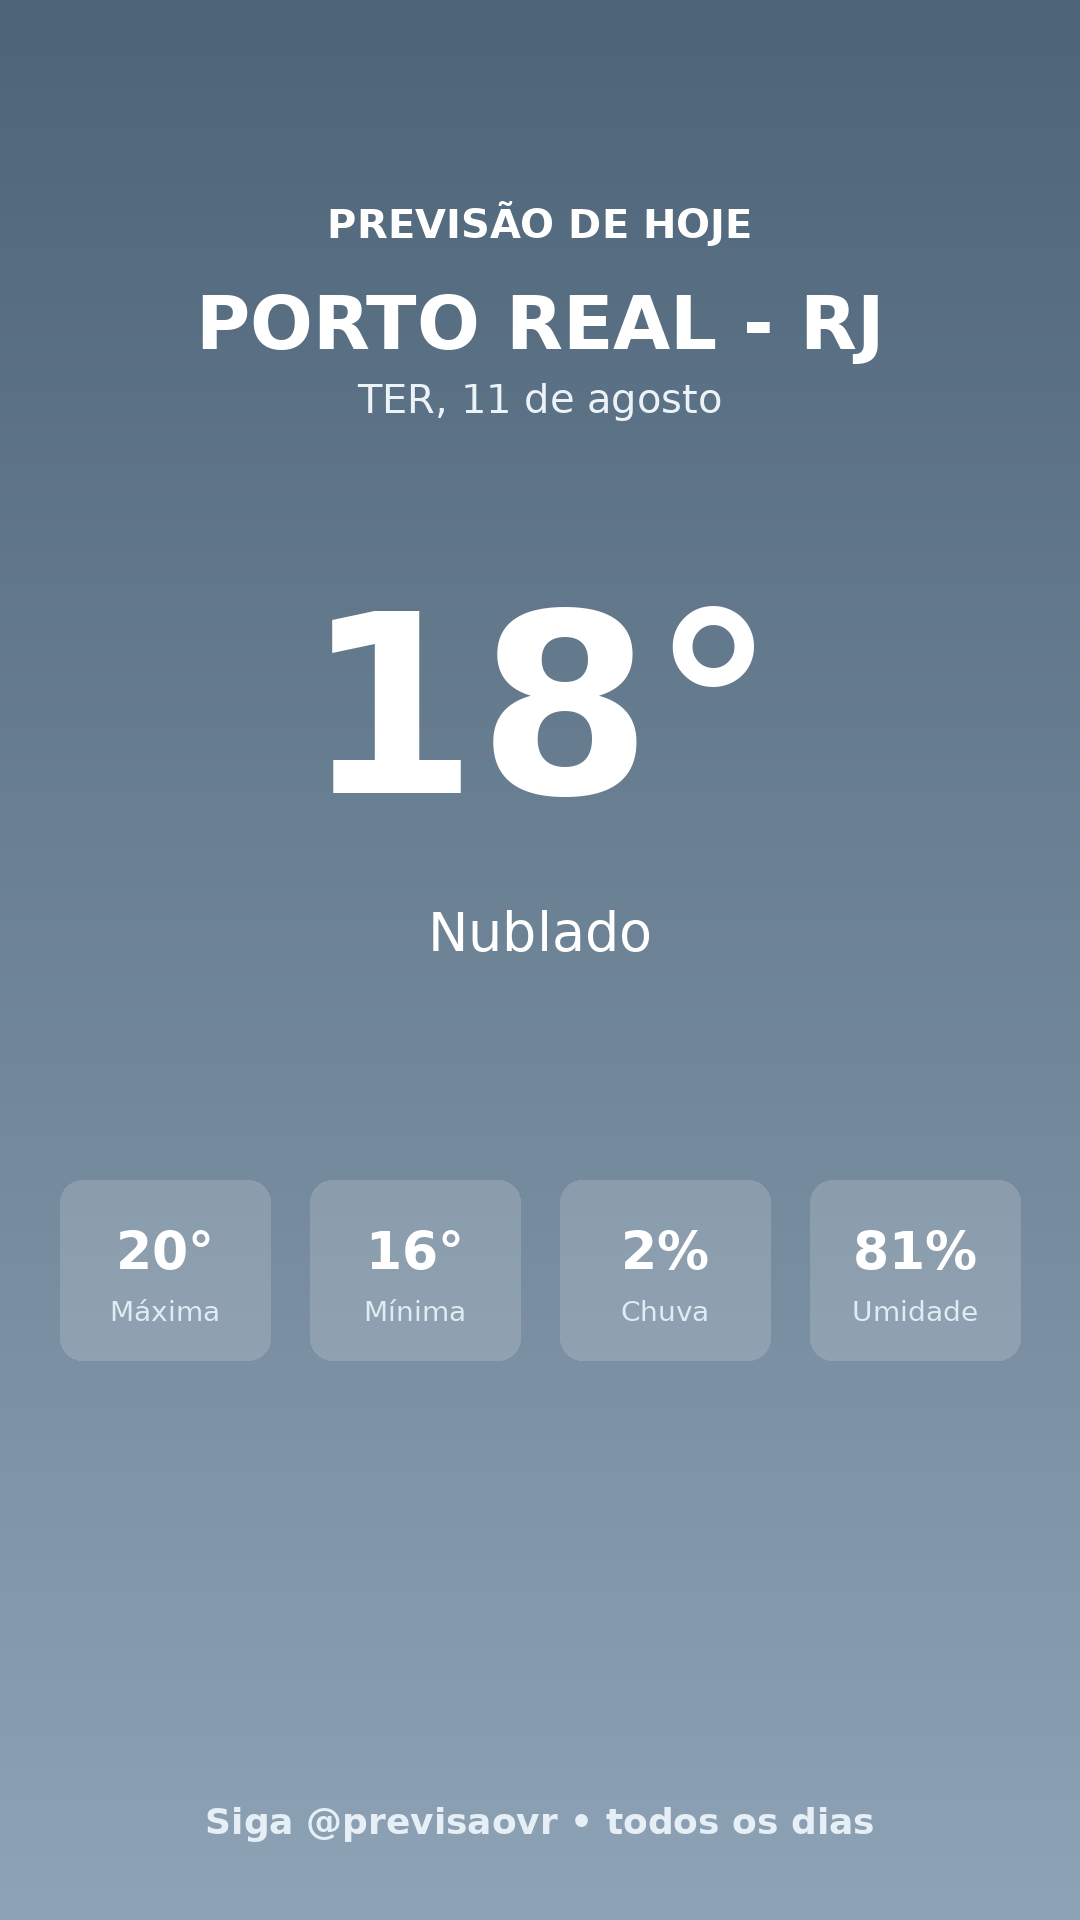 PREVISÃO DE HOJE
PORTO REAL - RJ
TER, 11 de agosto
18°
Nublado
20° 16° 2% 81%
Máxima Mínima Chuva Umidade
Siga @previsaovr • todos os dias